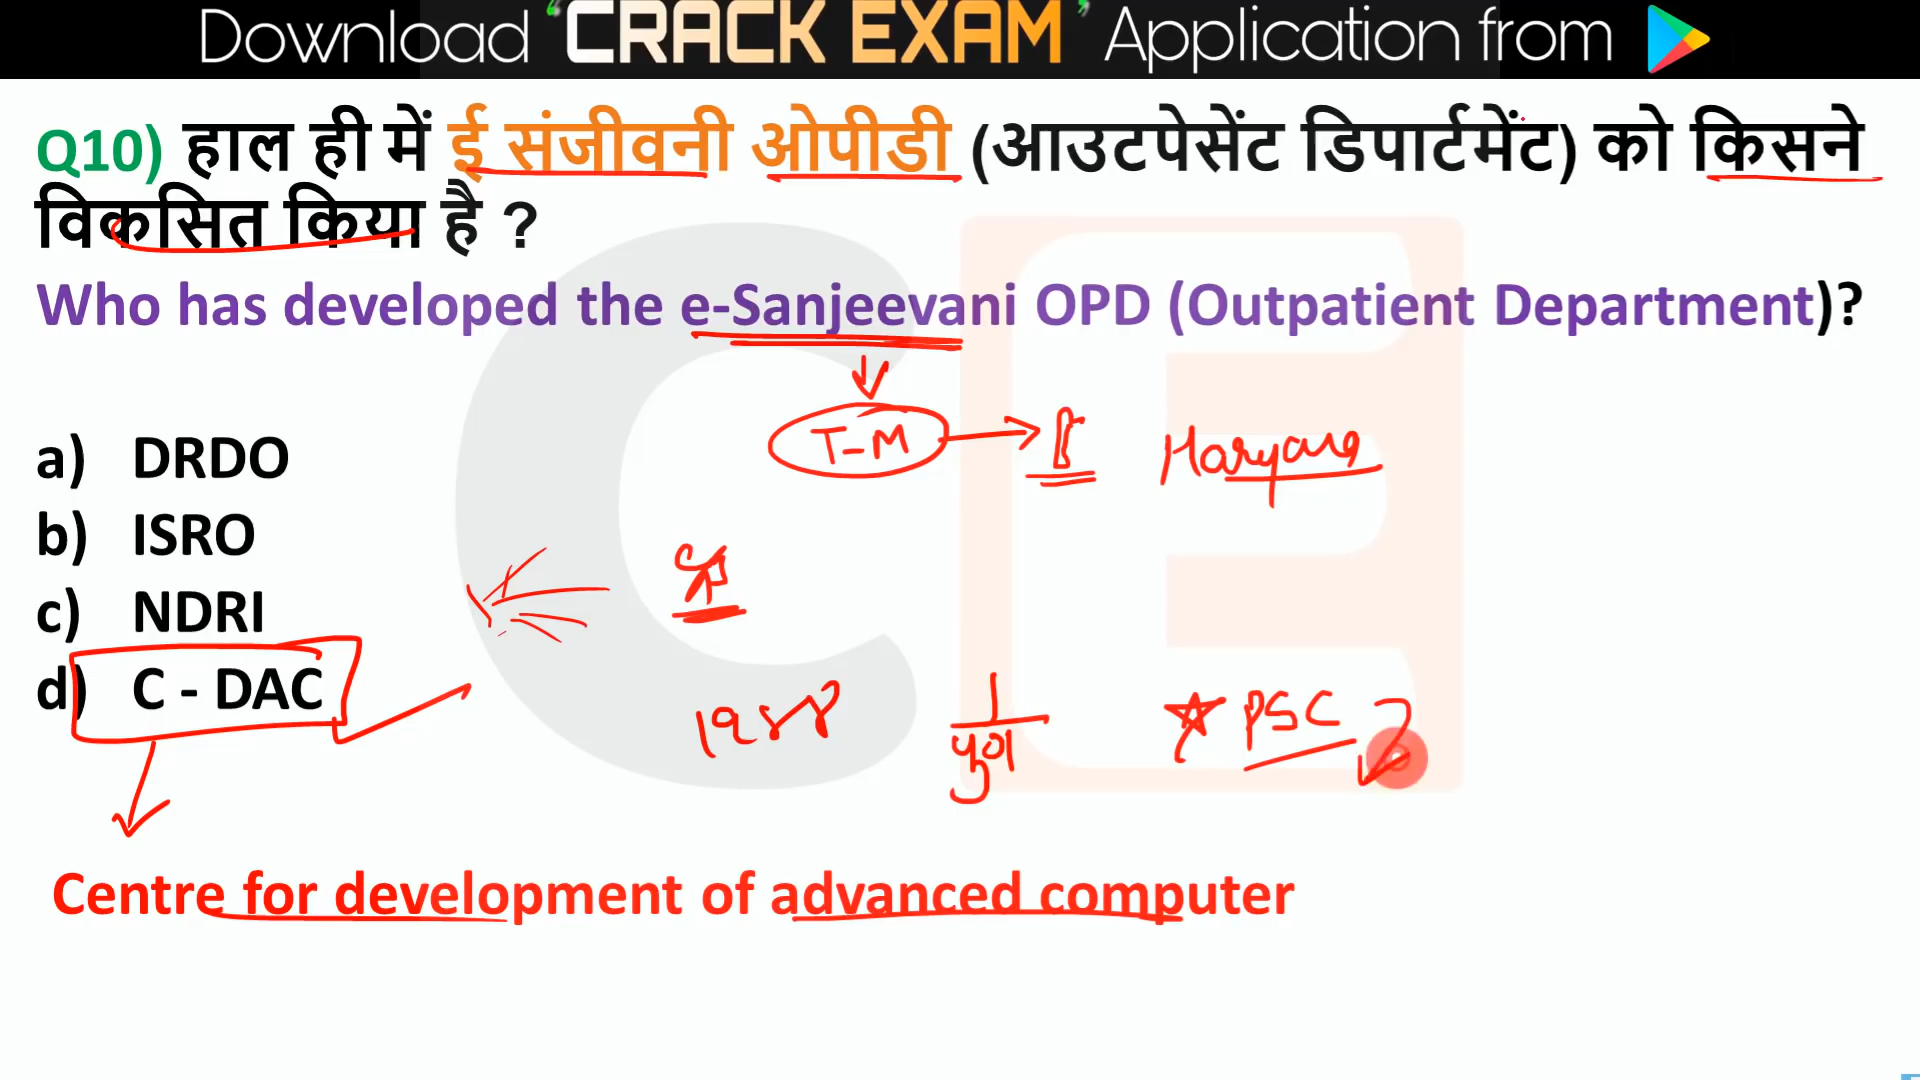 Download ‘CRACK EXAM’ Application from
Q10) हाल ही में ई संजीवनी ओपीडी (आउटपेसेंट डिपार्टमेंट) को किसने
विकसित किया है ?
Who has developed the e-Sanjeevani OPD (Outpatient Department)?
T-M
Haryana
a) DRDO
b) ISRO
c) NDRI
d) C - DAC
PSC
Centre for development of advanced computer